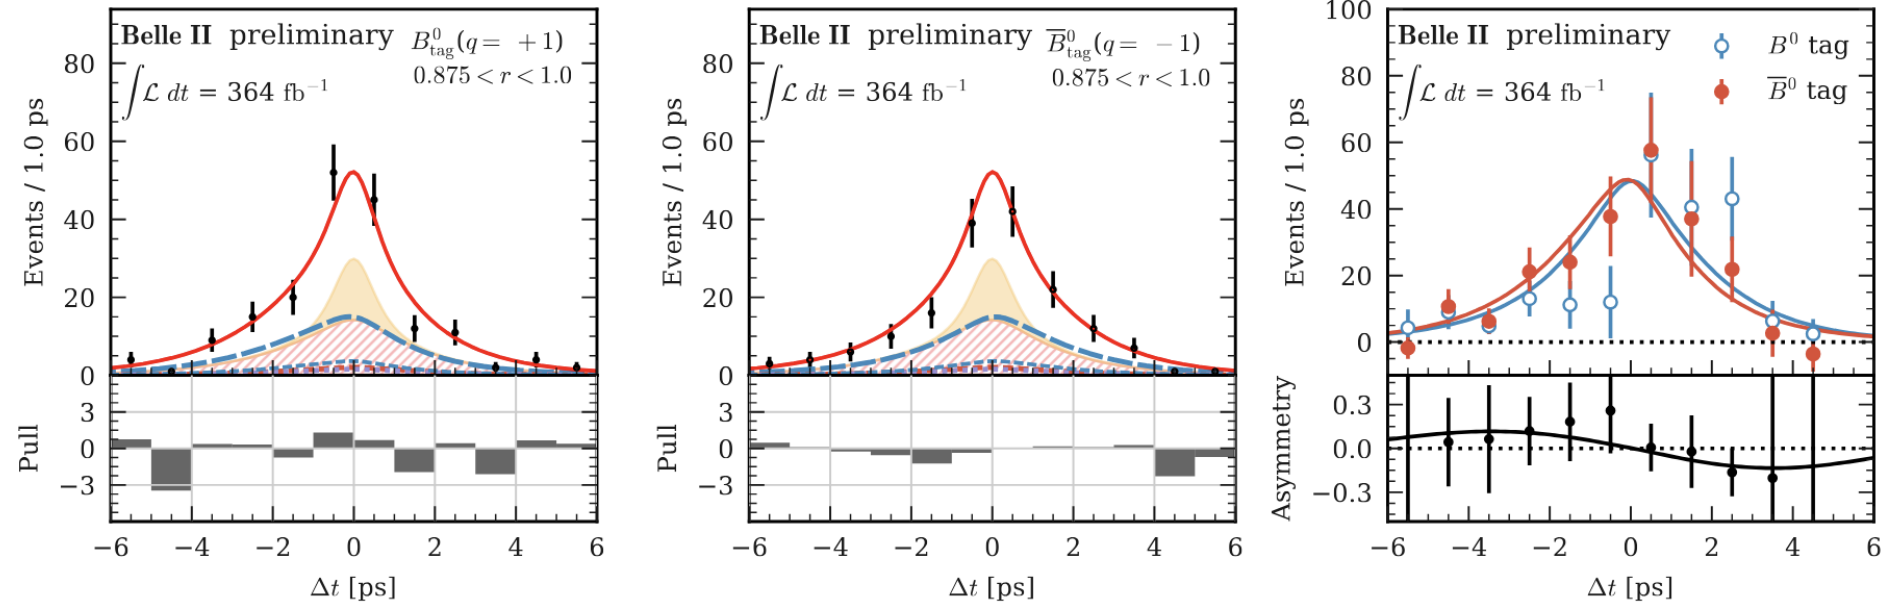 Belle II preliminary
B⁰_tag (q = +1)
0.875 < r < 1.0
∫ℒ dt = 364 fb⁻¹
Events / 1.0 ps
80
60
40
20
0
Pull
3
0
−3
−6 −4 −2 0 2 4 6
Δt [ps]
Belle II preliminary
B̅⁰_tag (q = −1)
0.875 < r < 1.0
∫ℒ dt = 364 fb⁻¹
Events / 1.0 ps
80
60
40
20
0
Pull
3
0
−3
−6 −4 −2 0 2 4 6
Δt [ps]
Belle II preliminary
∫ℒ dt = 364 fb⁻¹
B⁰ tag
B̅⁰ tag
Events / 1.0 ps
100
80
60
40
20
0
Asymmetry
0.3
0.0
−0.3
−6 −4 −2 0 2 4 6
Δt [ps]